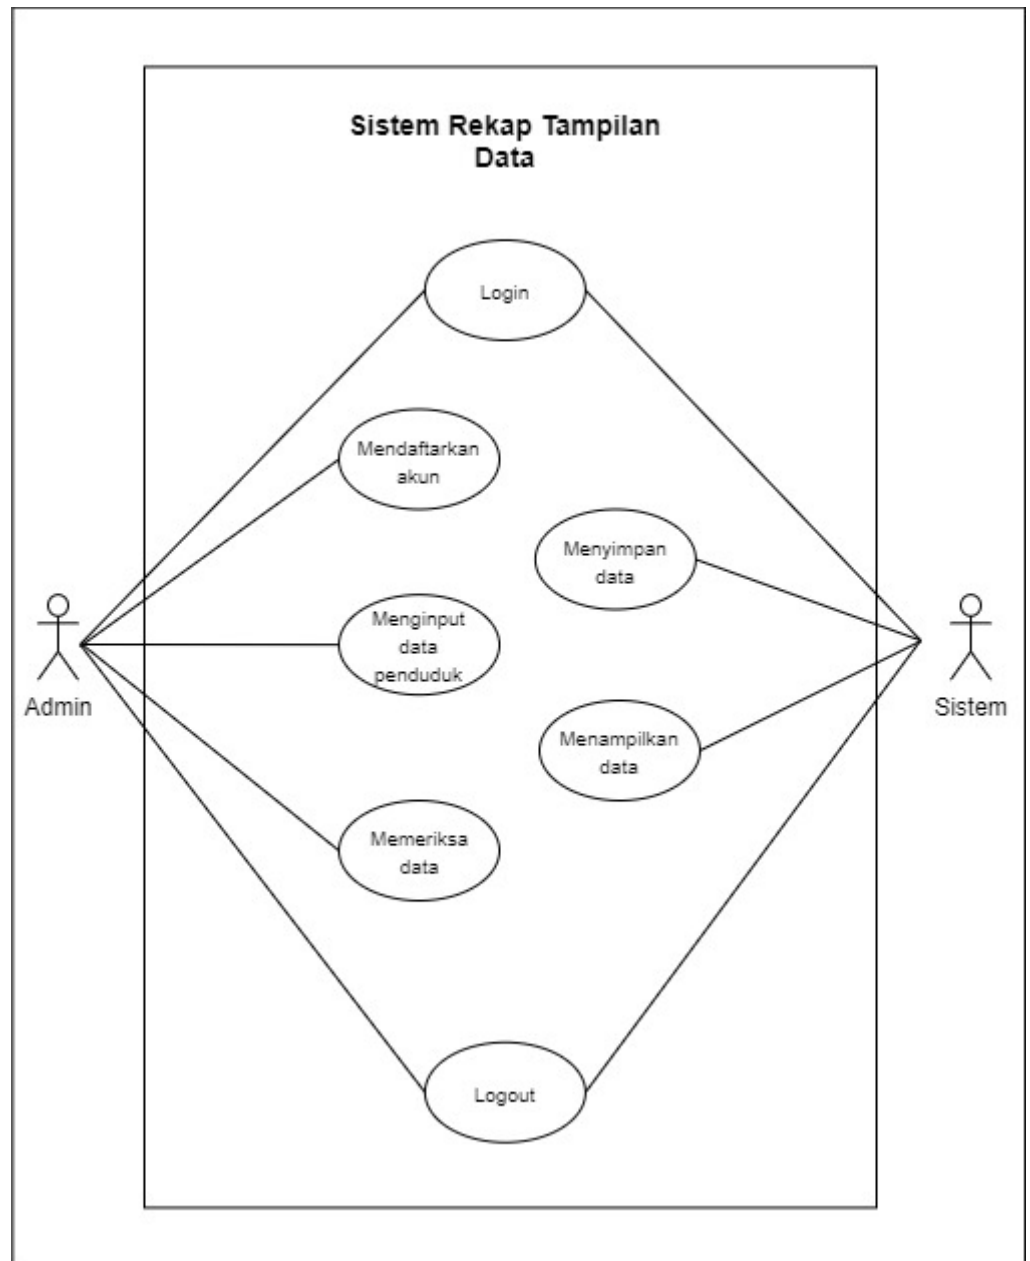 Sistem Rekap Tampilan
Data
Login
Mendaftarkan
akun
Menyimpan
data
Menginput
data
penduduk
Admin
Sistem
Menampilkan
data
Memeriksa
data
Logout